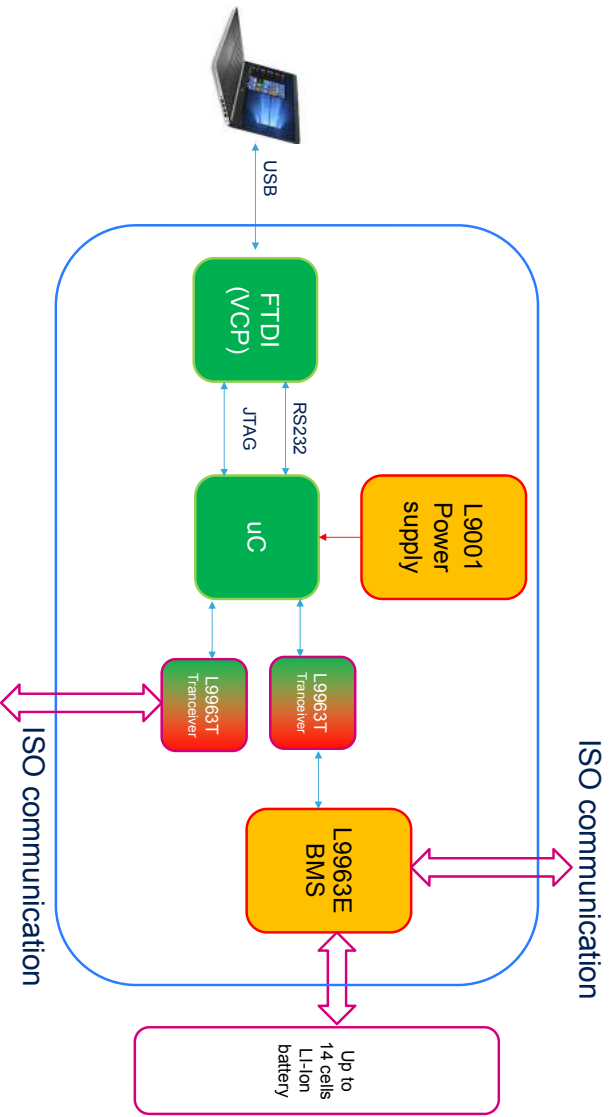 USB
FTDI
(VCP)
RS232
JTAG
uC
L9001
Power
supply
L9963T
Tranceiver
L9963T
Tranceiver
L9963E
BMS
ISO communication
ISO communication
Up to
14 cells
LI-Ion
battery